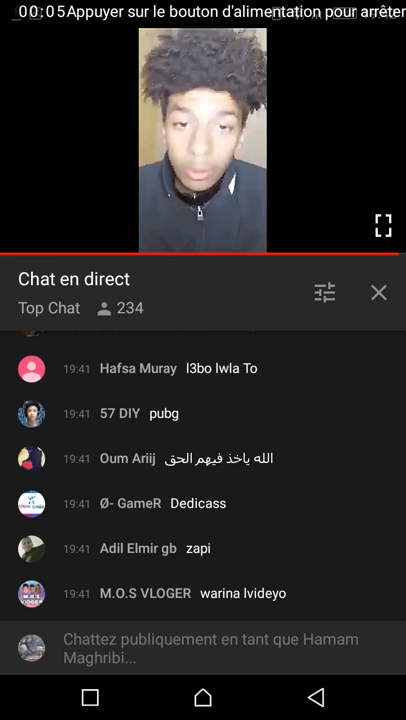 00:05 Appuyer sur le bouton d'alimentation pour arrêter
Chat en direct
Top Chat 234
19:41 Hafsa Muray l3bo lwla To
19:41 57 DIY pubg
19:41 Oum Ariij الله ياخذ فيهم الحق
19:41 Ø- GameR Dedicass
19:41 Adil Elmir gb zapi
19:41 M.O.S VLOGER warina lvideyo
Chattez publiquement en tant que Hamam
Maghribi...